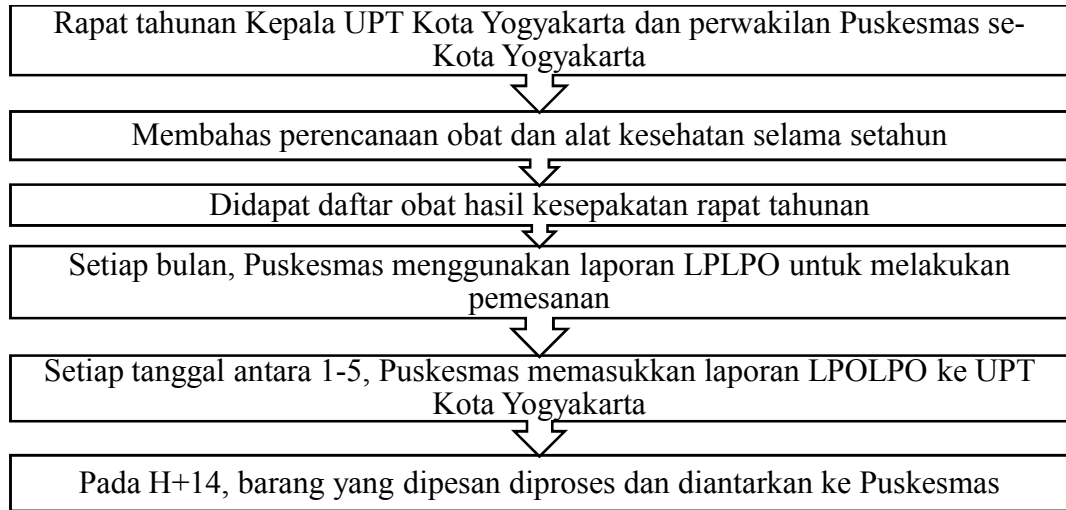 Rapat tahunan Kepala UPT Kota Yogyakarta dan perwakilan Puskesmas se-
Kota Yogyakarta
Membahas perencanaan obat dan alat kesehatan selama setahun
Didapat daftar obat hasil kesepakatan rapat tahunan
Setiap bulan, Puskesmas menggunakan laporan LPLPO untuk melakukan
pemesanan
Setiap tanggal antara 1-5, Puskesmas memasukkan laporan LPOLPO ke UPT
Kota Yogyakarta
Pada H+14, barang yang dipesan diproses dan diantarkan ke Puskesmas